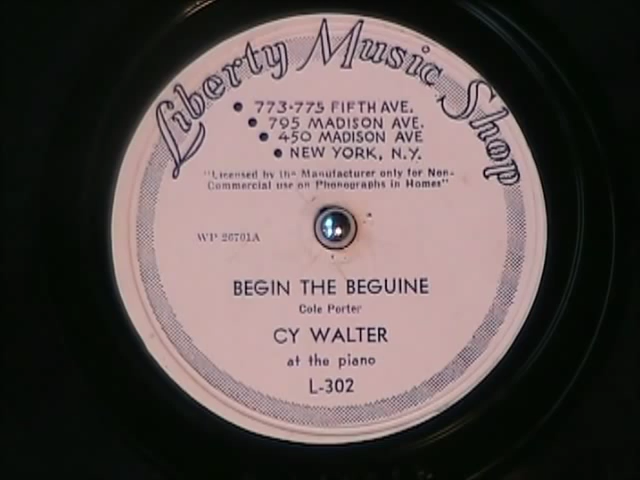 Liberty Music Shop
• 773-775 FIFTH AVE.
• 795 MADISON AVE.
• 450 MADISON AVE
• NEW YORK, N.Y.
"Licensed by the Manufacturer only for Non-
Commercial use on Phonographs in Homes"
WP 26701A
BEGIN THE BEGUINE
Cole Porter
CY WALTER
at the piano
L-302